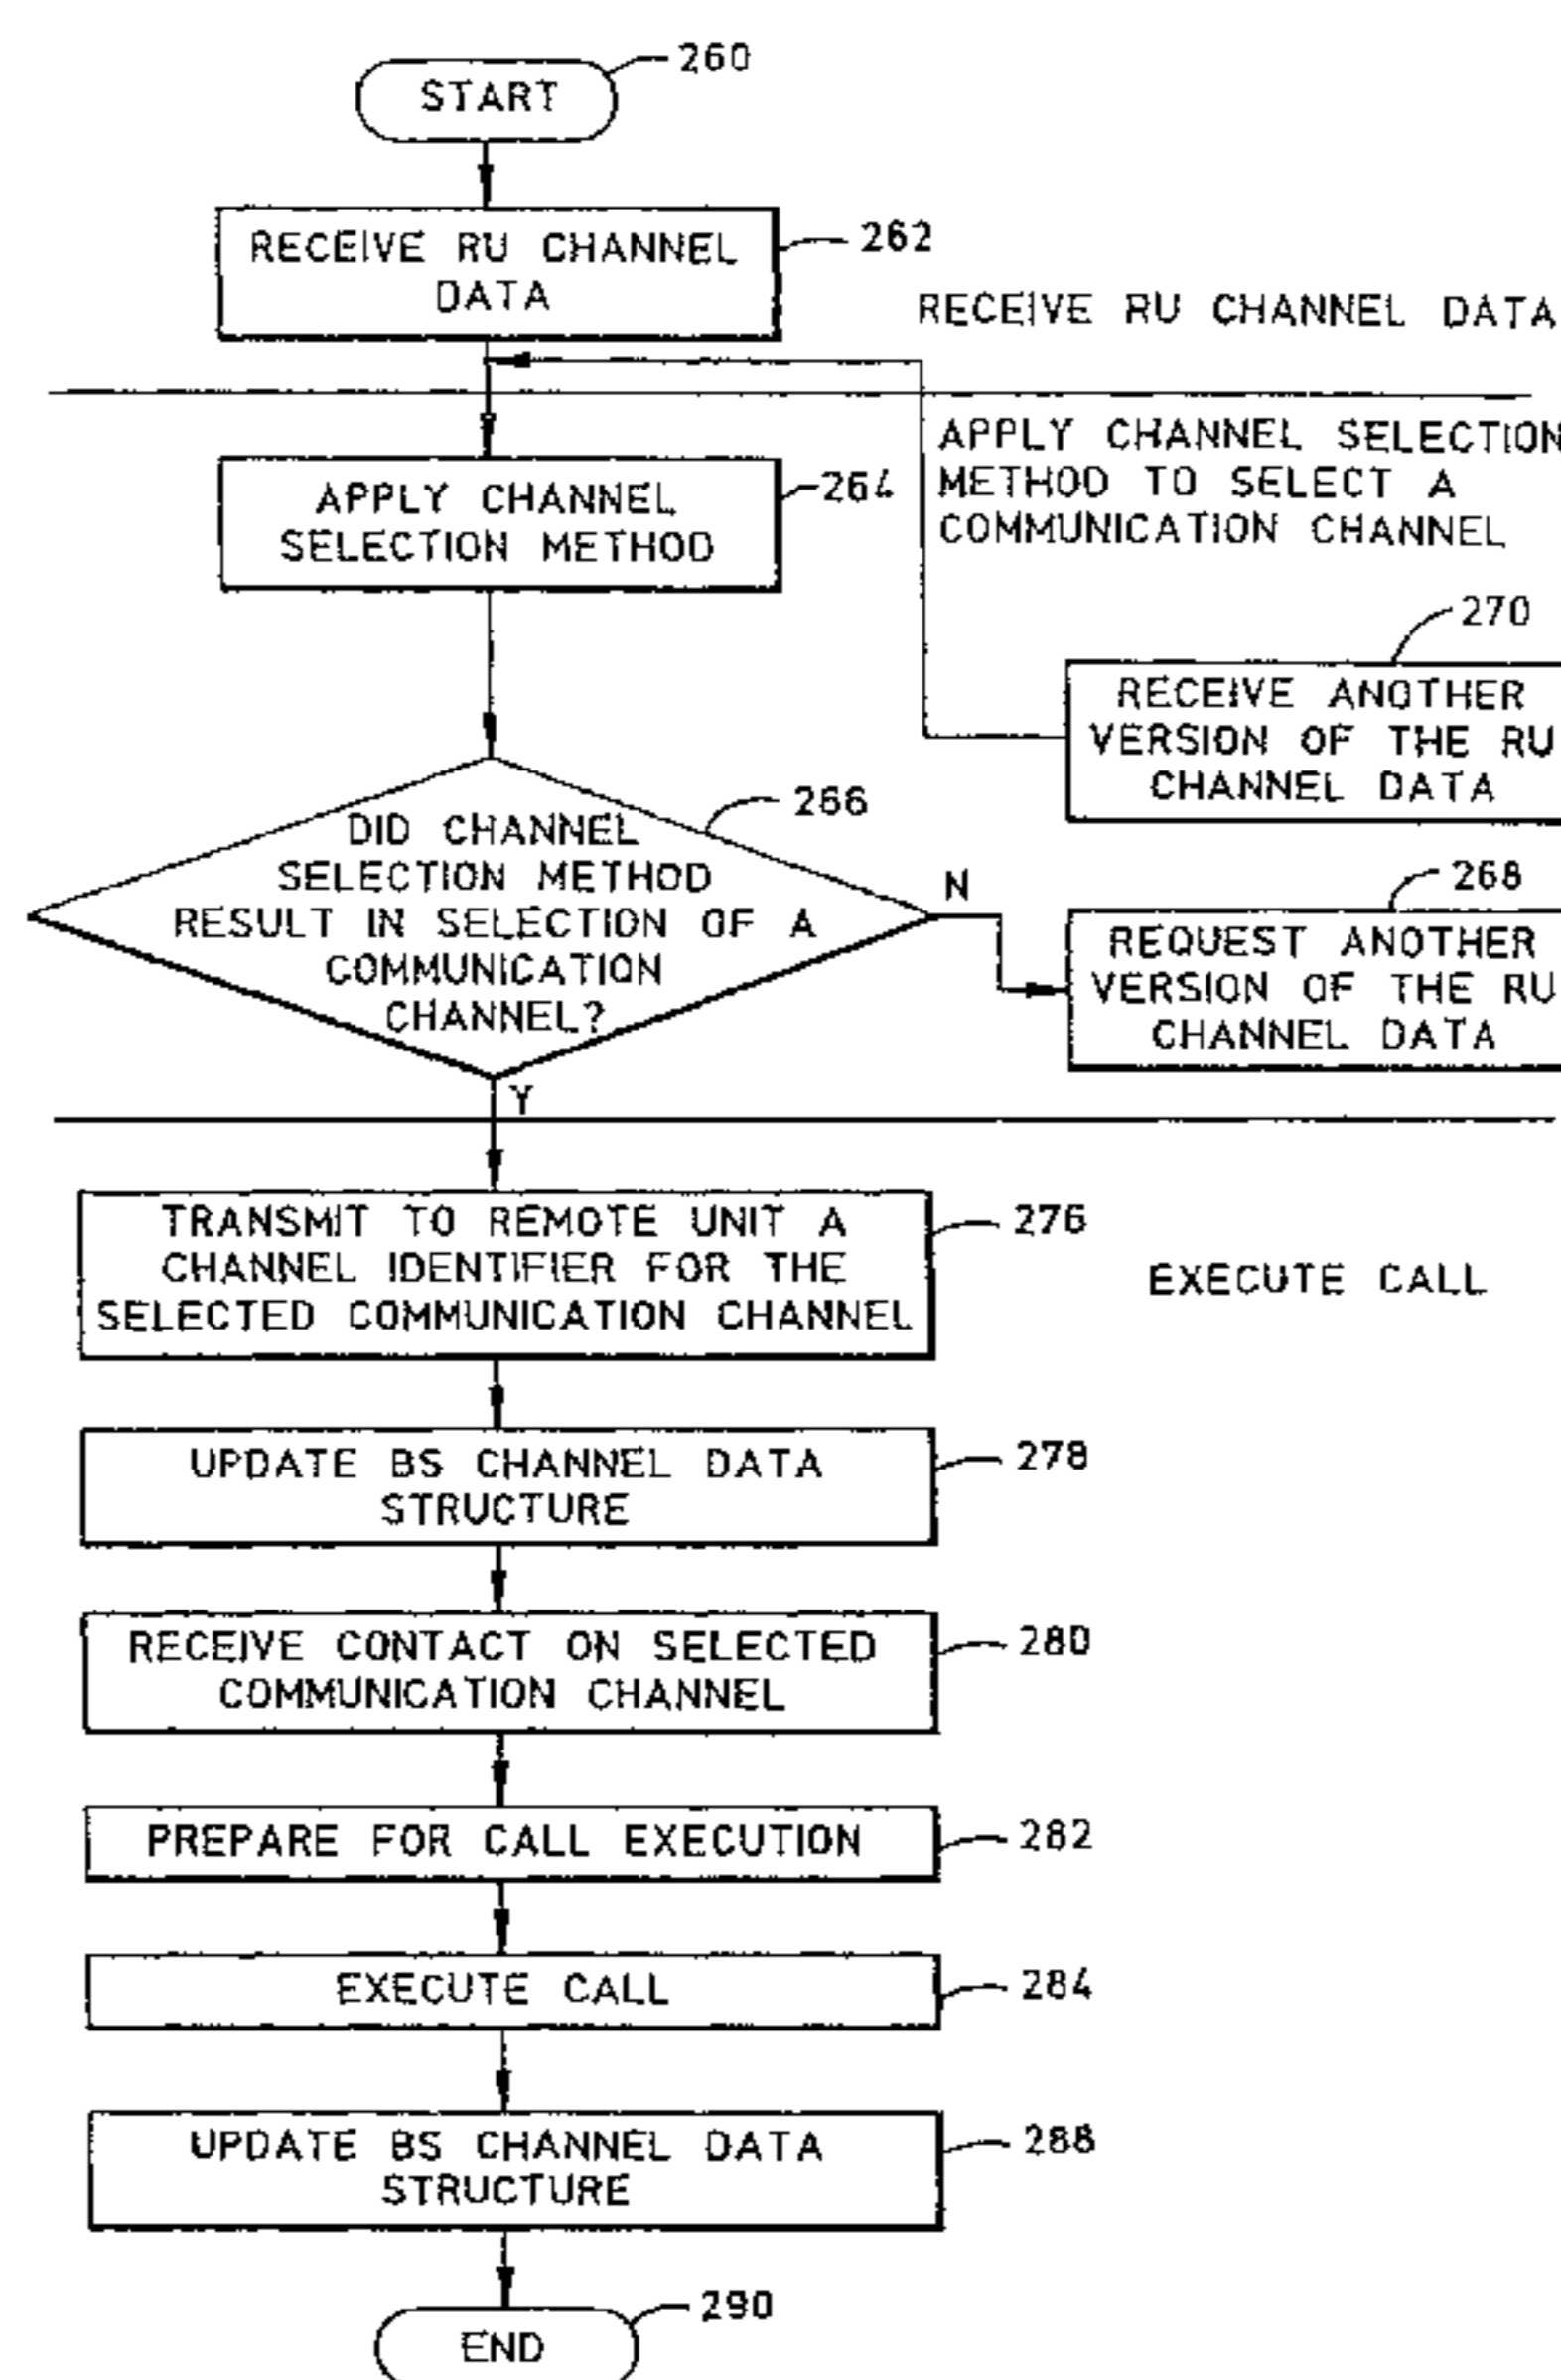 260
START
RECEIVE RU CHANNEL
DATA
262
RECEIVE RU CHANNEL DATA
APPLY CHANNEL
SELECTION METHOD
264
APPLY CHANNEL SELECTION
METHOD TO SELECT A
COMMUNICATION CHANNEL
270
RECEIVE ANOTHER
VERSION OF THE RU
CHANNEL DATA
266
DID CHANNEL
SELECTION METHOD
RESULT IN SELECTION OF A
COMMUNICATION
CHANNEL?
N
268
REQUEST ANOTHER
VERSION OF THE RU
CHANNEL DATA
Y
TRANSMIT TO REMOTE UNIT A
CHANNEL IDENTIFIER FOR THE
SELECTED COMMUNICATION CHANNEL
276
EXECUTE CALL
UPDATE BS CHANNEL DATA
STRUCTURE
278
RECEIVE CONTACT ON SELECTED
COMMUNICATION CHANNEL
280
PREPARE FOR CALL EXECUTION
282
EXECUTE CALL
284
UPDATE BS CHANNEL DATA
STRUCTURE
288
290
END